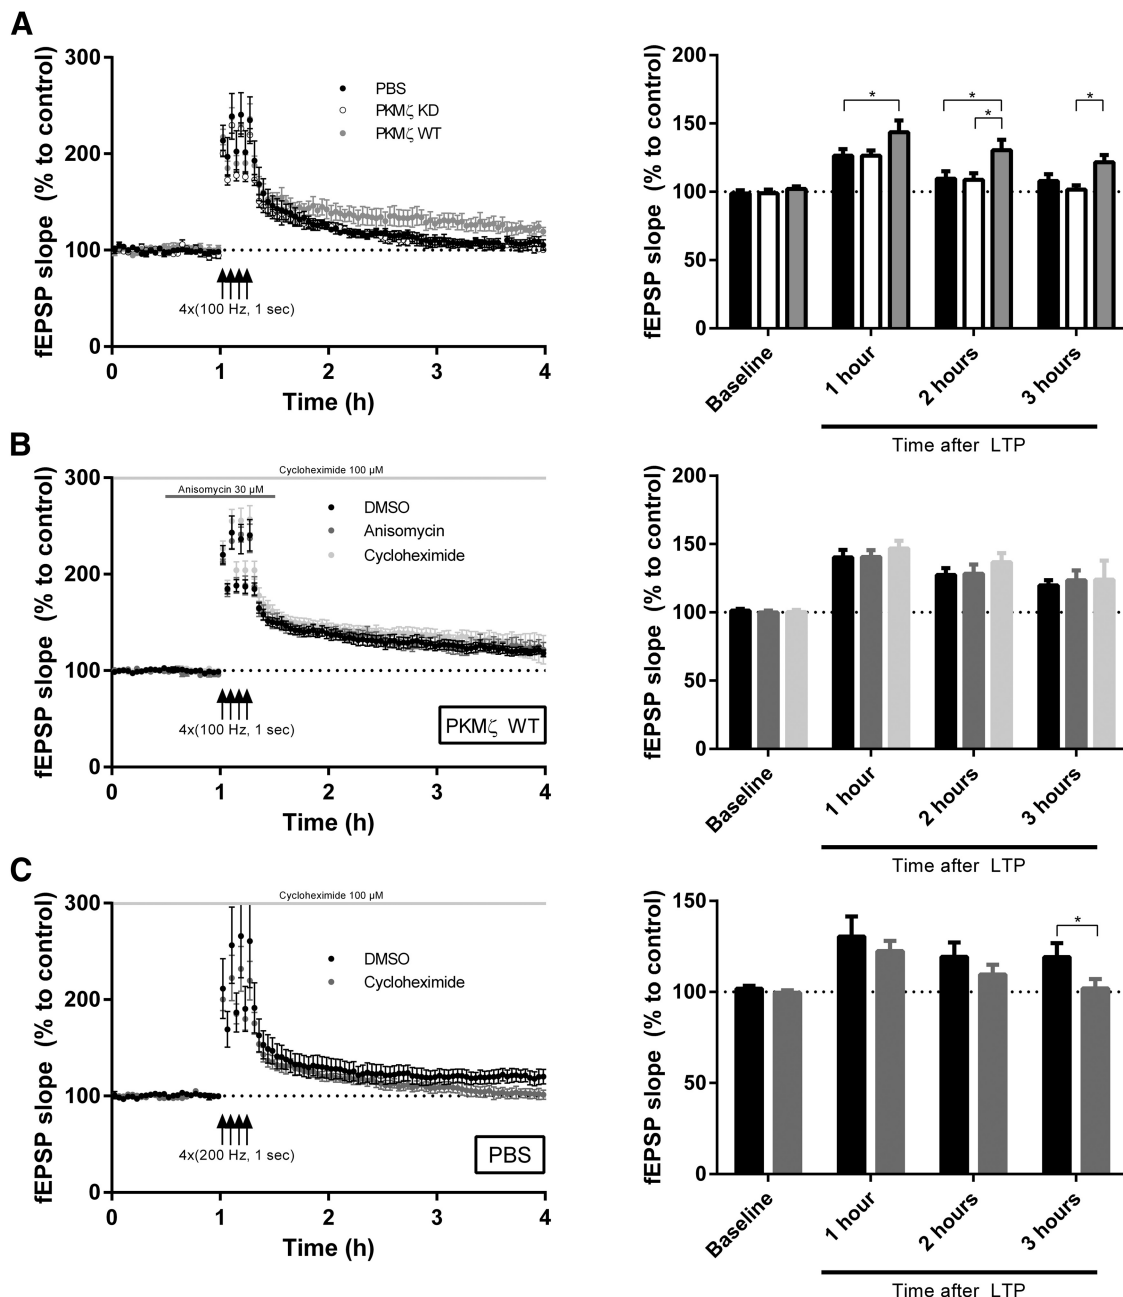 A
fEPSP slope (% to control)
300
200
100
0
PBS
PKMζ KD
PKMζ WT
4x(100 Hz, 1 sec)
0 1 2 3 4
Time (h)
fEPSP slope (% to control)
200
150
100
50
0
* * * *
Baseline
1 hour
2 hours
3 hours
Time after LTP
B
fEPSP slope (% to control)
300
200
100
0
Cycloheximide 100 µM
Anisomycin 30 µM
DMSO
Anisomycin
Cycloheximide
4x(100 Hz, 1 sec)
PKMζ WT
0 1 2 3 4
Time (h)
fEPSP slope (% to control)
200
150
100
50
0
Baseline
1 hour
2 hours
3 hours
Time after LTP
C
fEPSP slope (% to control)
300
200
100
0
Cycloheximide 100 µM
DMSO
Cycloheximide
4x(200 Hz, 1 sec)
PBS
0 1 2 3 4
Time (h)
fEPSP slope (% to control)
150
100
50
0
*
Baseline
1 hour
2 hours
3 hours
Time after LTP